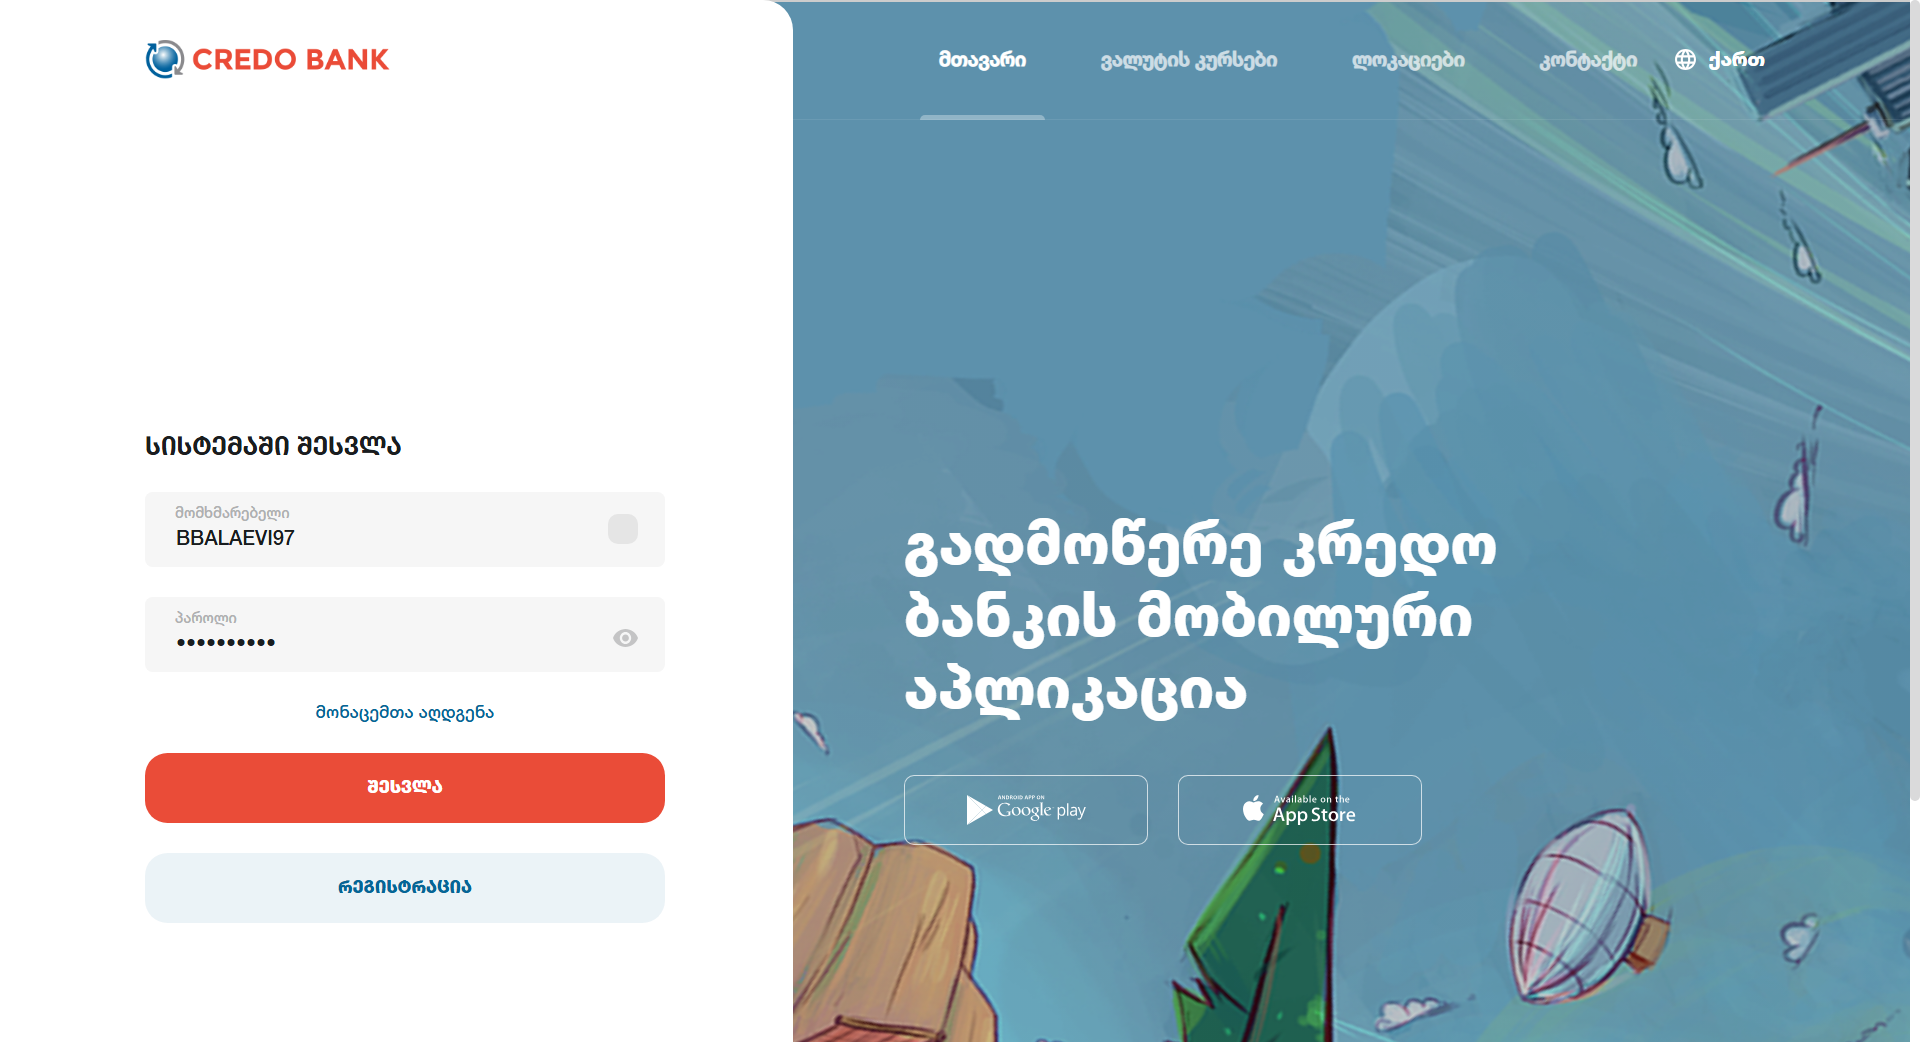 CREDO BANK
მთავარი
ვალუტის კურსები
ლოკაციები
კონტაქტი
ქართ
სისტემაში შესვლა
მომხმარებელი
BBALAEVI97
პაროლი
••••••••••
მონაცემთა აღდგენა
შესვლა
რეგისტრაცია
გადმოწერე კრედო
ბანკის მობილური
აპლიკაცია
ANDROID APP ON
Google play
Available on the
App Store